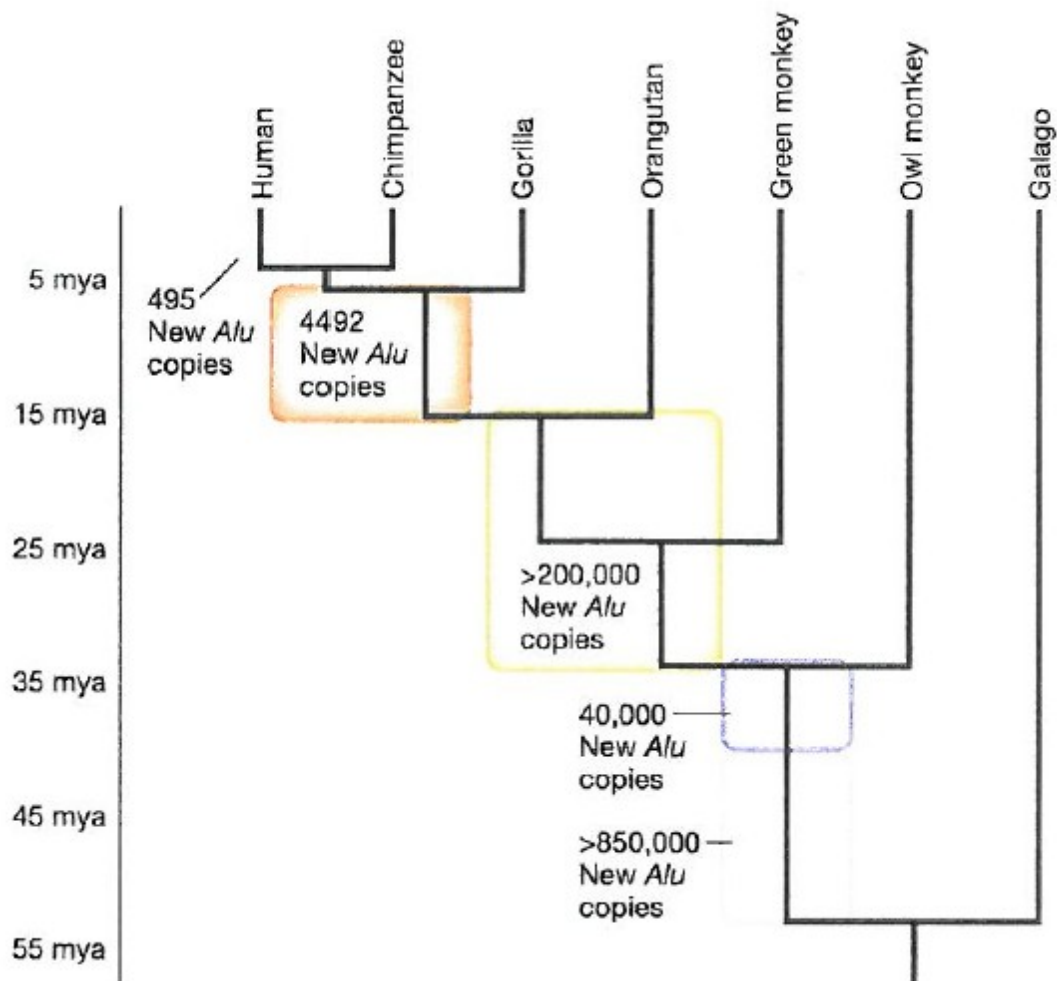 Human
Chimpanzee
Gorilla
Orangutan
Green monkey
Owl monkey
Galago
5 mya
495
New Alu
copies
4492
New Alu
copies
15 mya
25 mya
>200,000
New Alu
copies
35 mya
40,000
New Alu
copies
45 mya
>850,000
New Alu
copies
55 mya